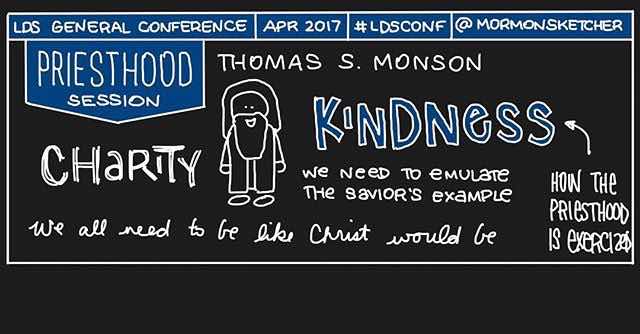 LDS GENERAL CONFERENCE APR 2017 #LDSCONF @MORMONSKETCHER
PRIESTHOOD
SESSION
THOMAS S. MONSON
KINDNESS
CHARITY
WE NEED TO EMULATE
THE SAVIOR'S EXAMPLE
HOW THE
PRIESTHOOD
IS EXERCIZED
We all need to be like Christ would be